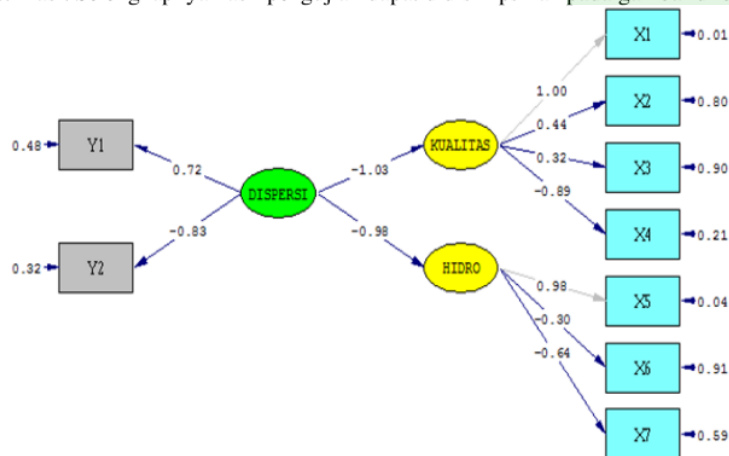 X1
0.01
1.00
X2
0.80
0.44
0.48
Y1
KUALITAS
0.32
X3
0.90
0.72
-1.03
-0.89
DISPERSI
-0.83
-0.98
X4
0.21
0.32
Y2
HIDRO
0.98
X5
0.04
-0.30
-0.64
X6
0.91
X7
0.59